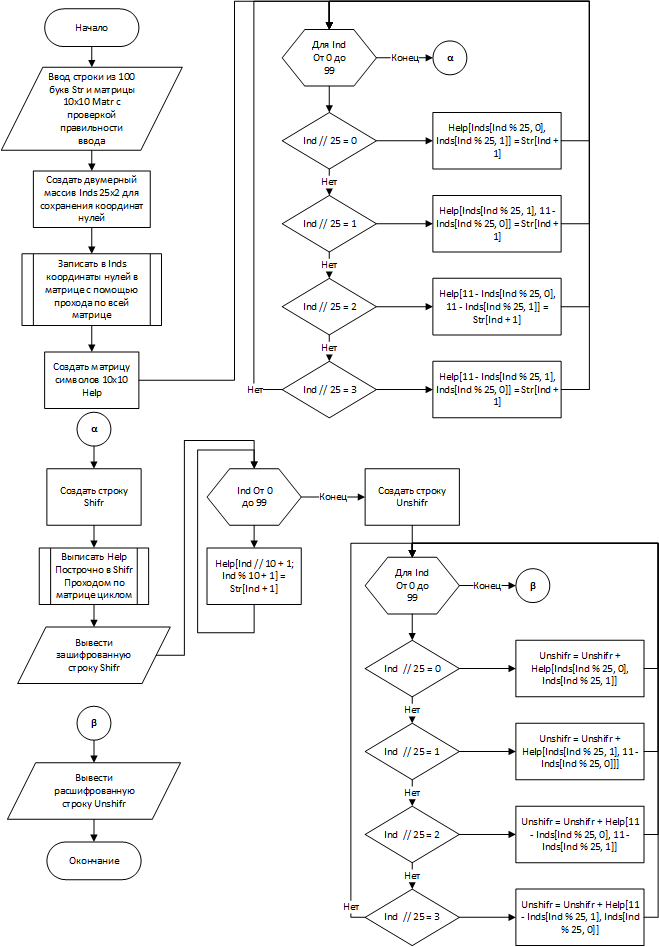 Начало
Ввод строки из 100
букв Str и матрицы
10x10 Matr с
проверкой
правильности
ввода
Создать двумерный
массив Inds 25x2 для
сохранения координат
нулей
Записать в Inds
координаты нулей в
матрице с помощью
прохода по всей
матрице
Создать матрицу
символов 10x10
Help
Для Ind
От 0 до
99
Конец
α
Ind // 25 = 0
Help[Inds[Ind % 25, 0],
Inds[Ind % 25, 1]] = Str[Ind +
1]
Нет
Ind // 25 = 1
Help[Inds[Ind % 25, 1], 11 -
Inds[Ind % 25, 0]] = Str[Ind +
1]
Нет
Ind // 25 = 2
Help[11 - Inds[Ind % 25, 0],
11 - Inds[Ind % 25, 1]] =
Str[Ind + 1]
Нет
Ind // 25 = 3
Help[11 - Inds[Ind % 25, 1],
Inds[Ind % 25, 0]] = Str[Ind +
1]
Нет
α
Создать строку
Shifr
Выписать Help
Построчно в Shifr
Проходом по
матрице циклом
Вывести
зашифрованную
строку Shifr
Ind От 0
до 99
Конец
Help[Ind // 10 + 1;
Ind % 10 + 1] =
Str[Ind + 1]
Создать строку
Unshifr
Для Ind
От 0 до
99
Конец
β
Ind // 25 = 0
Unshifr = Unshifr +
Help[Inds[Ind % 25, 0],
Inds[Ind % 25, 1]]
Нет
Ind // 25 = 1
Unshifr = Unshifr +
Help[Inds[Ind % 25, 1], 11 -
Inds[Ind % 25, 0]]]
Нет
Ind // 25 = 2
Unshifr = Unshifr + Help[11
- Inds[Ind % 25, 0], 11 -
Inds[Ind % 25, 1]]
Нет
Ind // 25 = 3
Unshifr = Unshifr + Help[11
- Inds[Ind % 25, 1], Inds[Ind
% 25, 0]]
Нет
β
Вывести
расшифрованную
строку Unshifr
Окончание